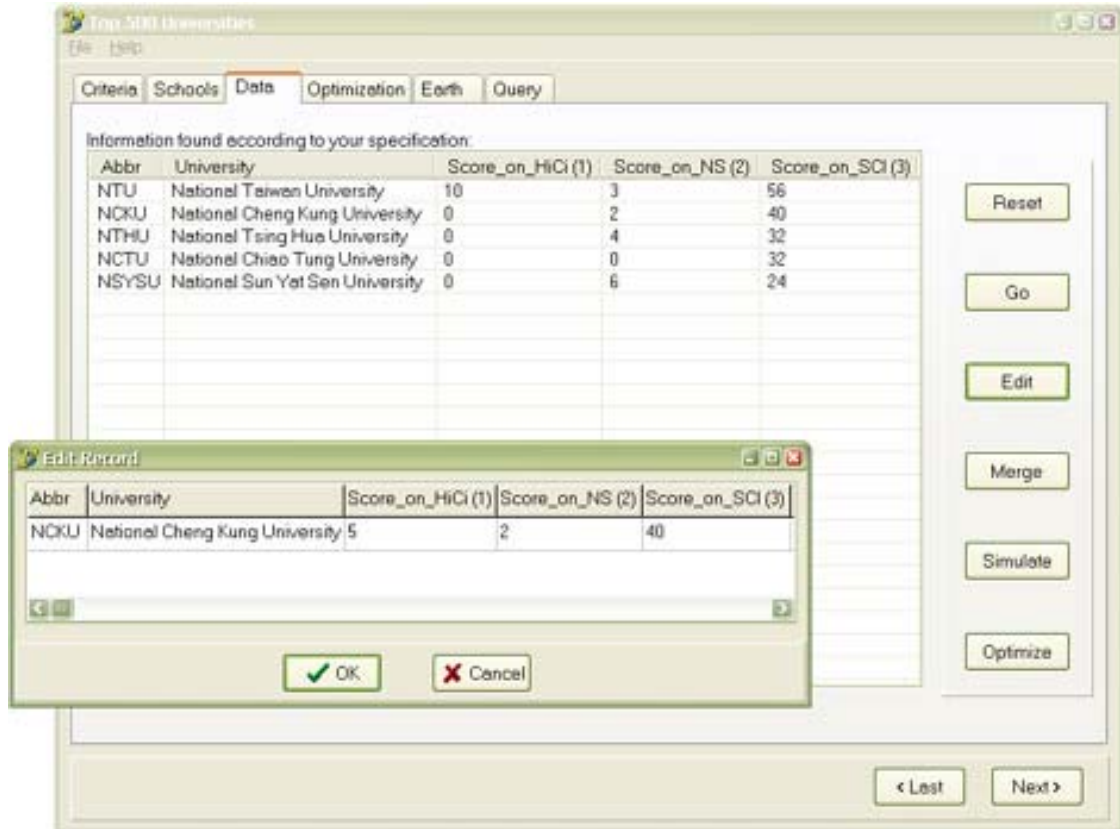 Top 500 Universities
File Help
Criteria Schools Data Optimization Earth Query
Information found according to your specification:
Abbr University Score_on_HiCi (1) Score_on_NS (2) Score_on_SCI (3)
NTU National Taiwan University 10 3 56
NCKU National Cheng Kung University 0 2 40
NTHU National Tsing Hua University 0 4 32
NCTU National Chiao Tung University 0 0 32
NSYSU National Sun Yat Sen University 0 6 24
Reset
Go
Edit
Merge
Simulate
Optimize
Edit Record
Abbr University Score_on_HiCi (1) Score_on_NS (2) Score_on_SCI (3)
NCKU National Cheng Kung University 5 2 40
OK Cancel
< Last Next >